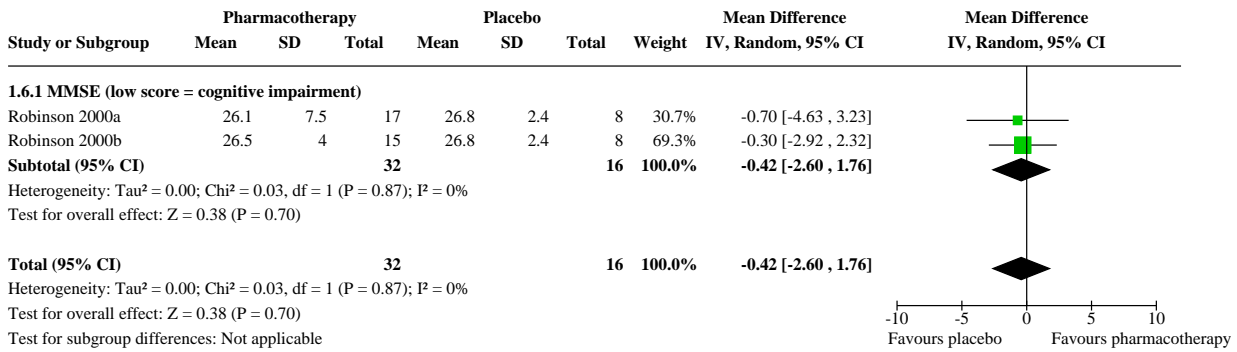 Pharmacotherapy Placebo Mean Difference Mean Difference
Study or Subgroup Mean SD Total Mean SD Total Weight IV, Random, 95% CI IV, Random, 95% CI
1.6.1 MMSE (low score = cognitive impairment)
Robinson 2000a 26.1 7.5 17 26.8 2.4 8 30.7% -0.70 [-4.63 , 3.23]
Robinson 2000b 26.5 4 15 26.8 2.4 8 69.3% -0.30 [-2.92 , 2.32]
Subtotal (95% CI) 32 16 100.0% -0.42 [-2.60 , 1.76]
Heterogeneity: Tau² = 0.00; Chi² = 0.03, df = 1 (P = 0.87); I² = 0%
Test for overall effect: Z = 0.38 (P = 0.70)
Total (95% CI) 32 16 100.0% -0.42 [-2.60 , 1.76]
Heterogeneity: Tau² = 0.00; Chi² = 0.03, df = 1 (P = 0.87); I² = 0%
Test for overall effect: Z = 0.38 (P = 0.70)
-10 -5 0 5 10
Test for subgroup differences: Not applicable Favours placebo Favours pharmacotherapy